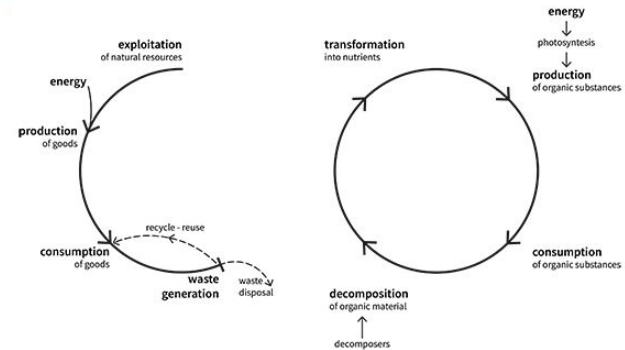 exploitation
of natural resources
energy
production
of goods
recycle - reuse
consumption
of goods
waste
generation
waste
disposal
transformation
into nutrients
energy
photosyntesis
production
of organic substances
consumption
of organic substances
decomposition
of organic material
decomposers